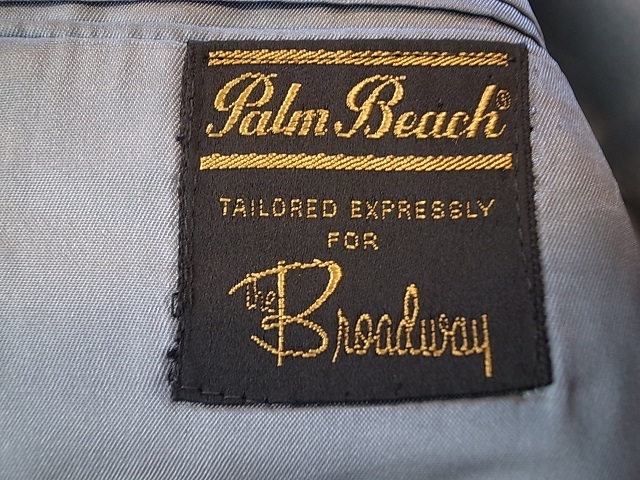 Palm Beach®
TAILORED EXPRESSLY
FOR
the Broadway